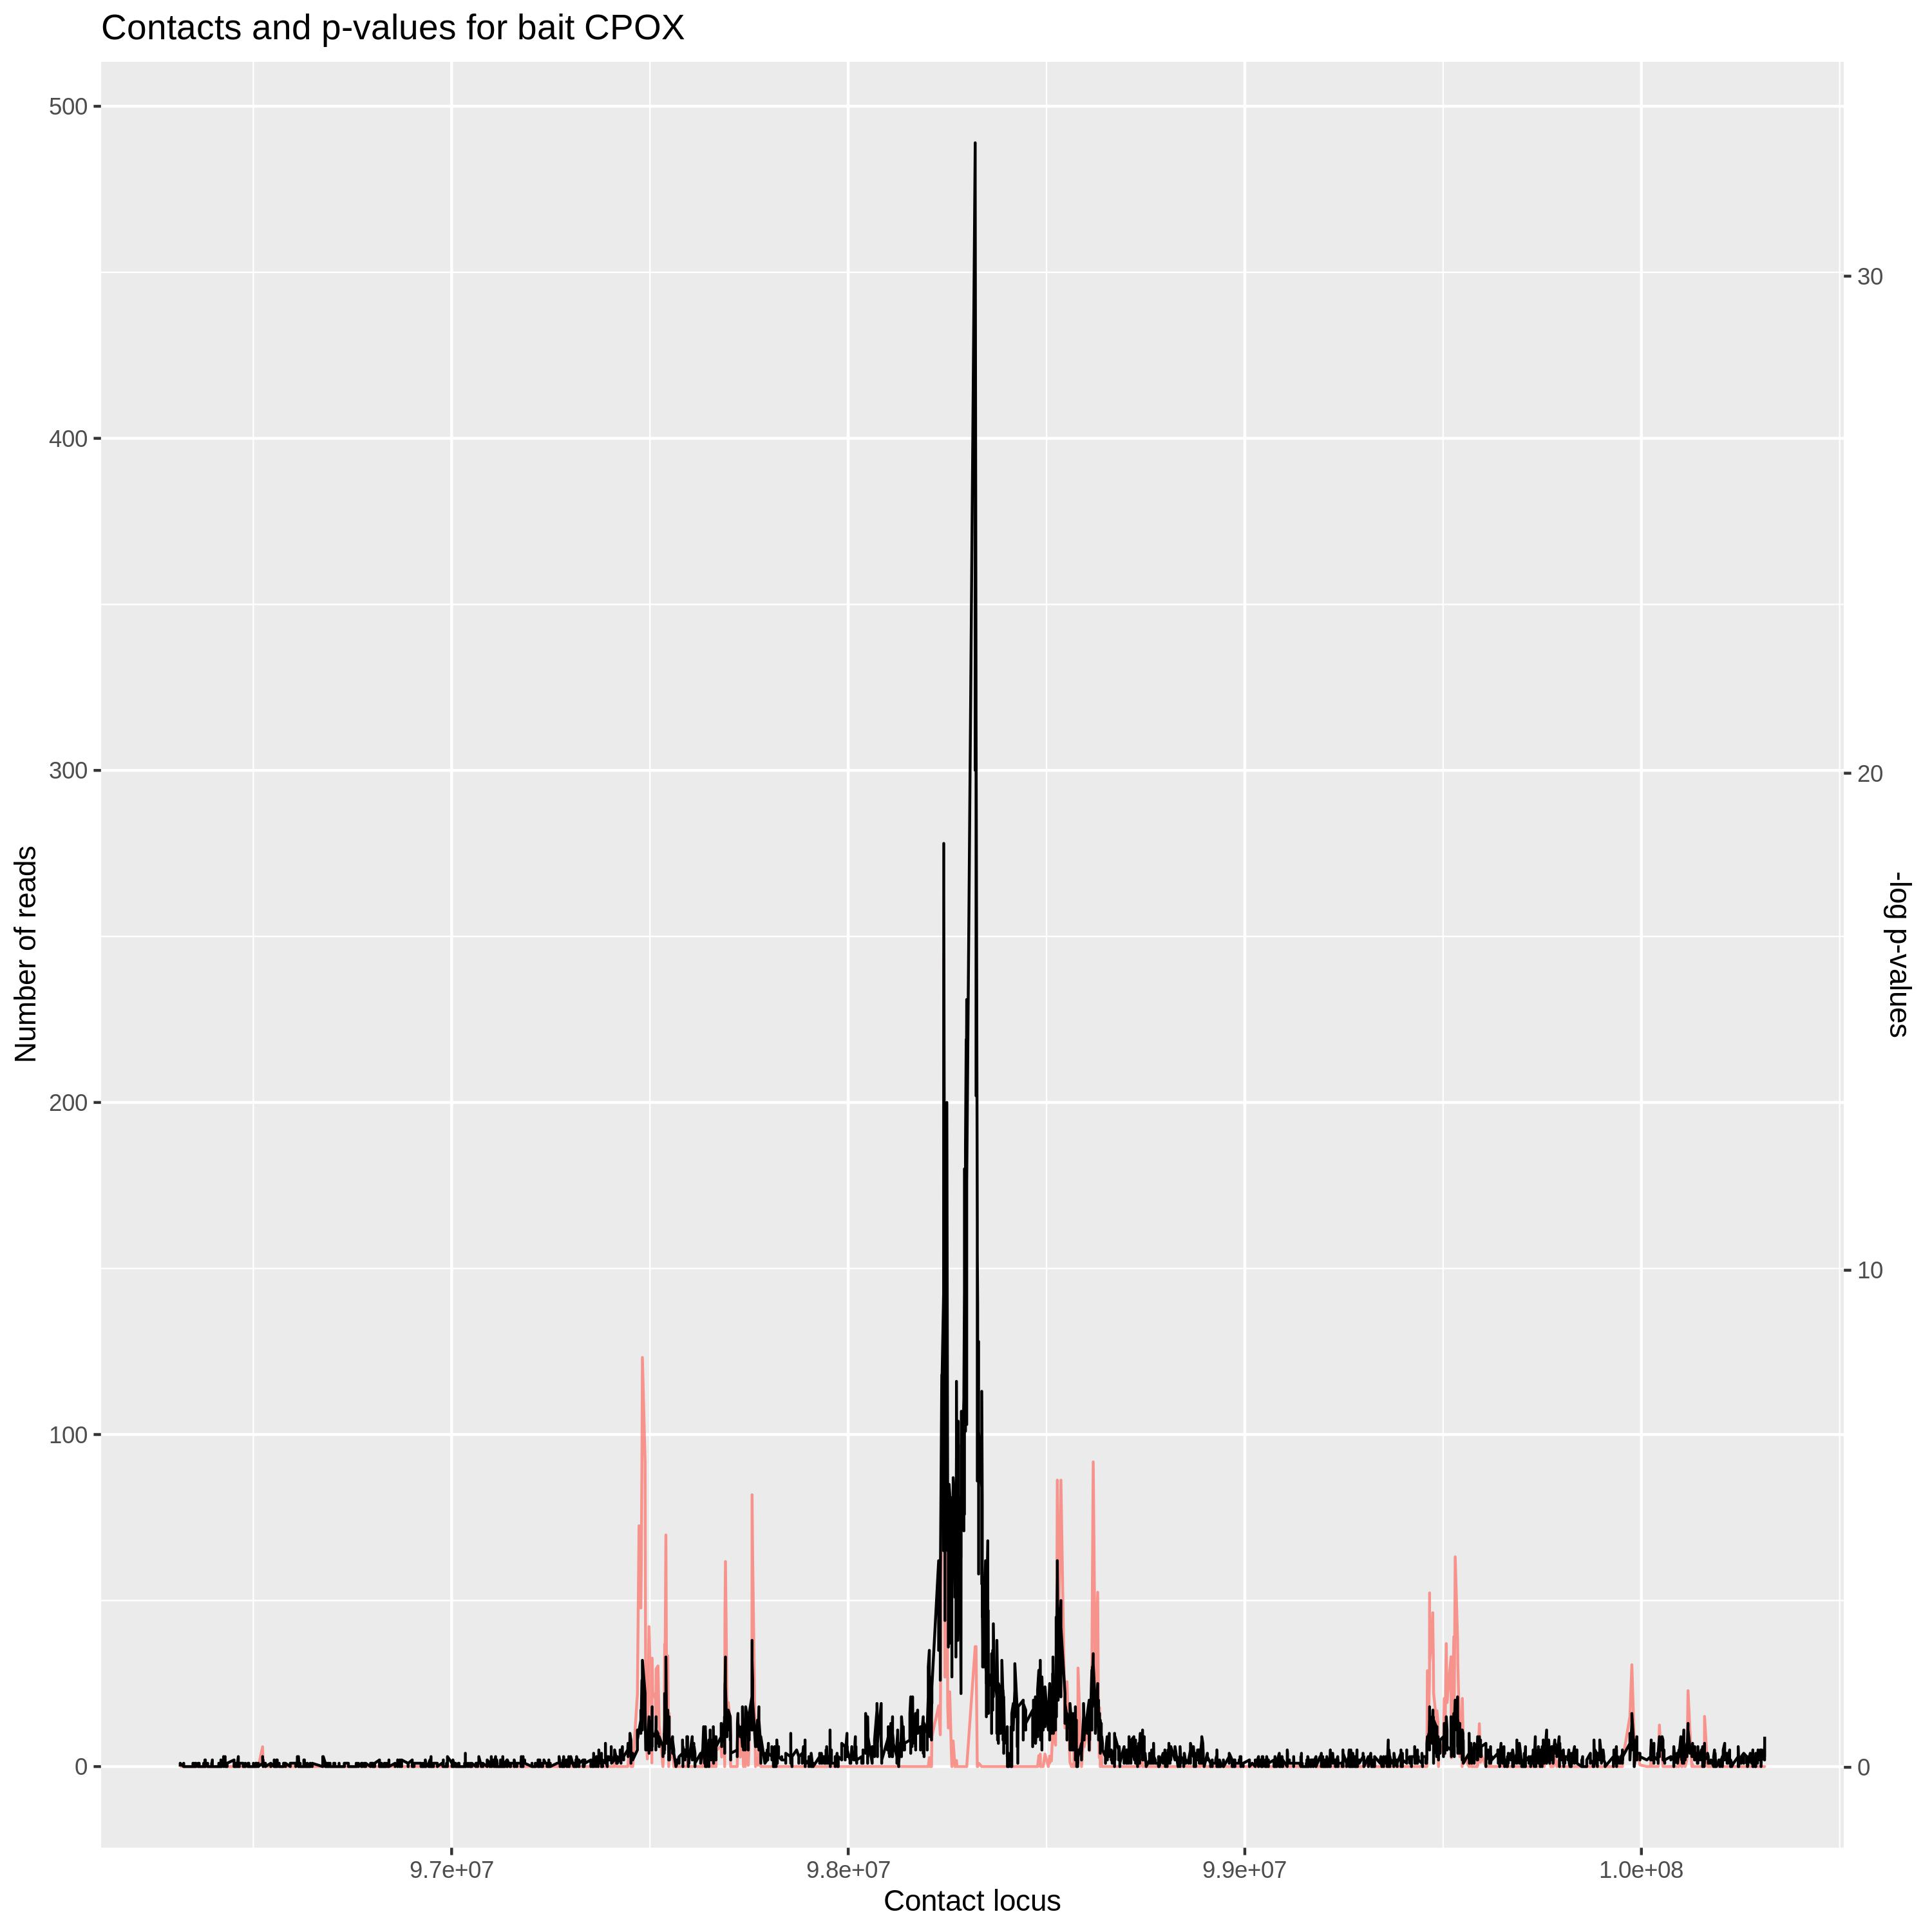 Contacts and p-values for bait CPOX
500
400
300
200
100
0
Number of reads
30
20
10
0
-log p-values
9.7e+07
9.8e+07
9.9e+07
1.0e+08
Contact locus